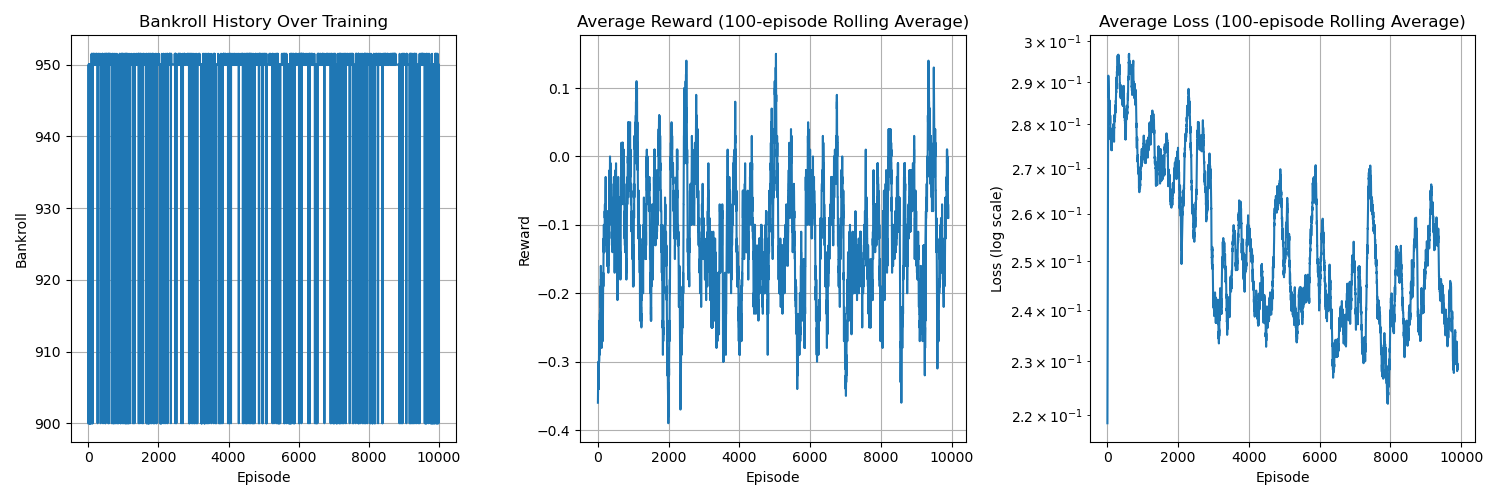 Bankroll History Over Training
950
940
930
920
910
900
Bankroll
0
2000
4000
6000
8000
10000
Episode
Average Reward (100-episode Rolling Average)
0.1
0.0
−0.1
−0.2
−0.3
−0.4
Reward
0
2000
4000
6000
8000
10000
Episode
Average Loss (100-episode Rolling Average)
3 × 10⁻¹
2.9 × 10⁻¹
2.8 × 10⁻¹
2.7 × 10⁻¹
2.6 × 10⁻¹
2.5 × 10⁻¹
2.4 × 10⁻¹
2.3 × 10⁻¹
2.2 × 10⁻¹
Loss (log scale)
0
2000
4000
6000
8000
10000
Episode